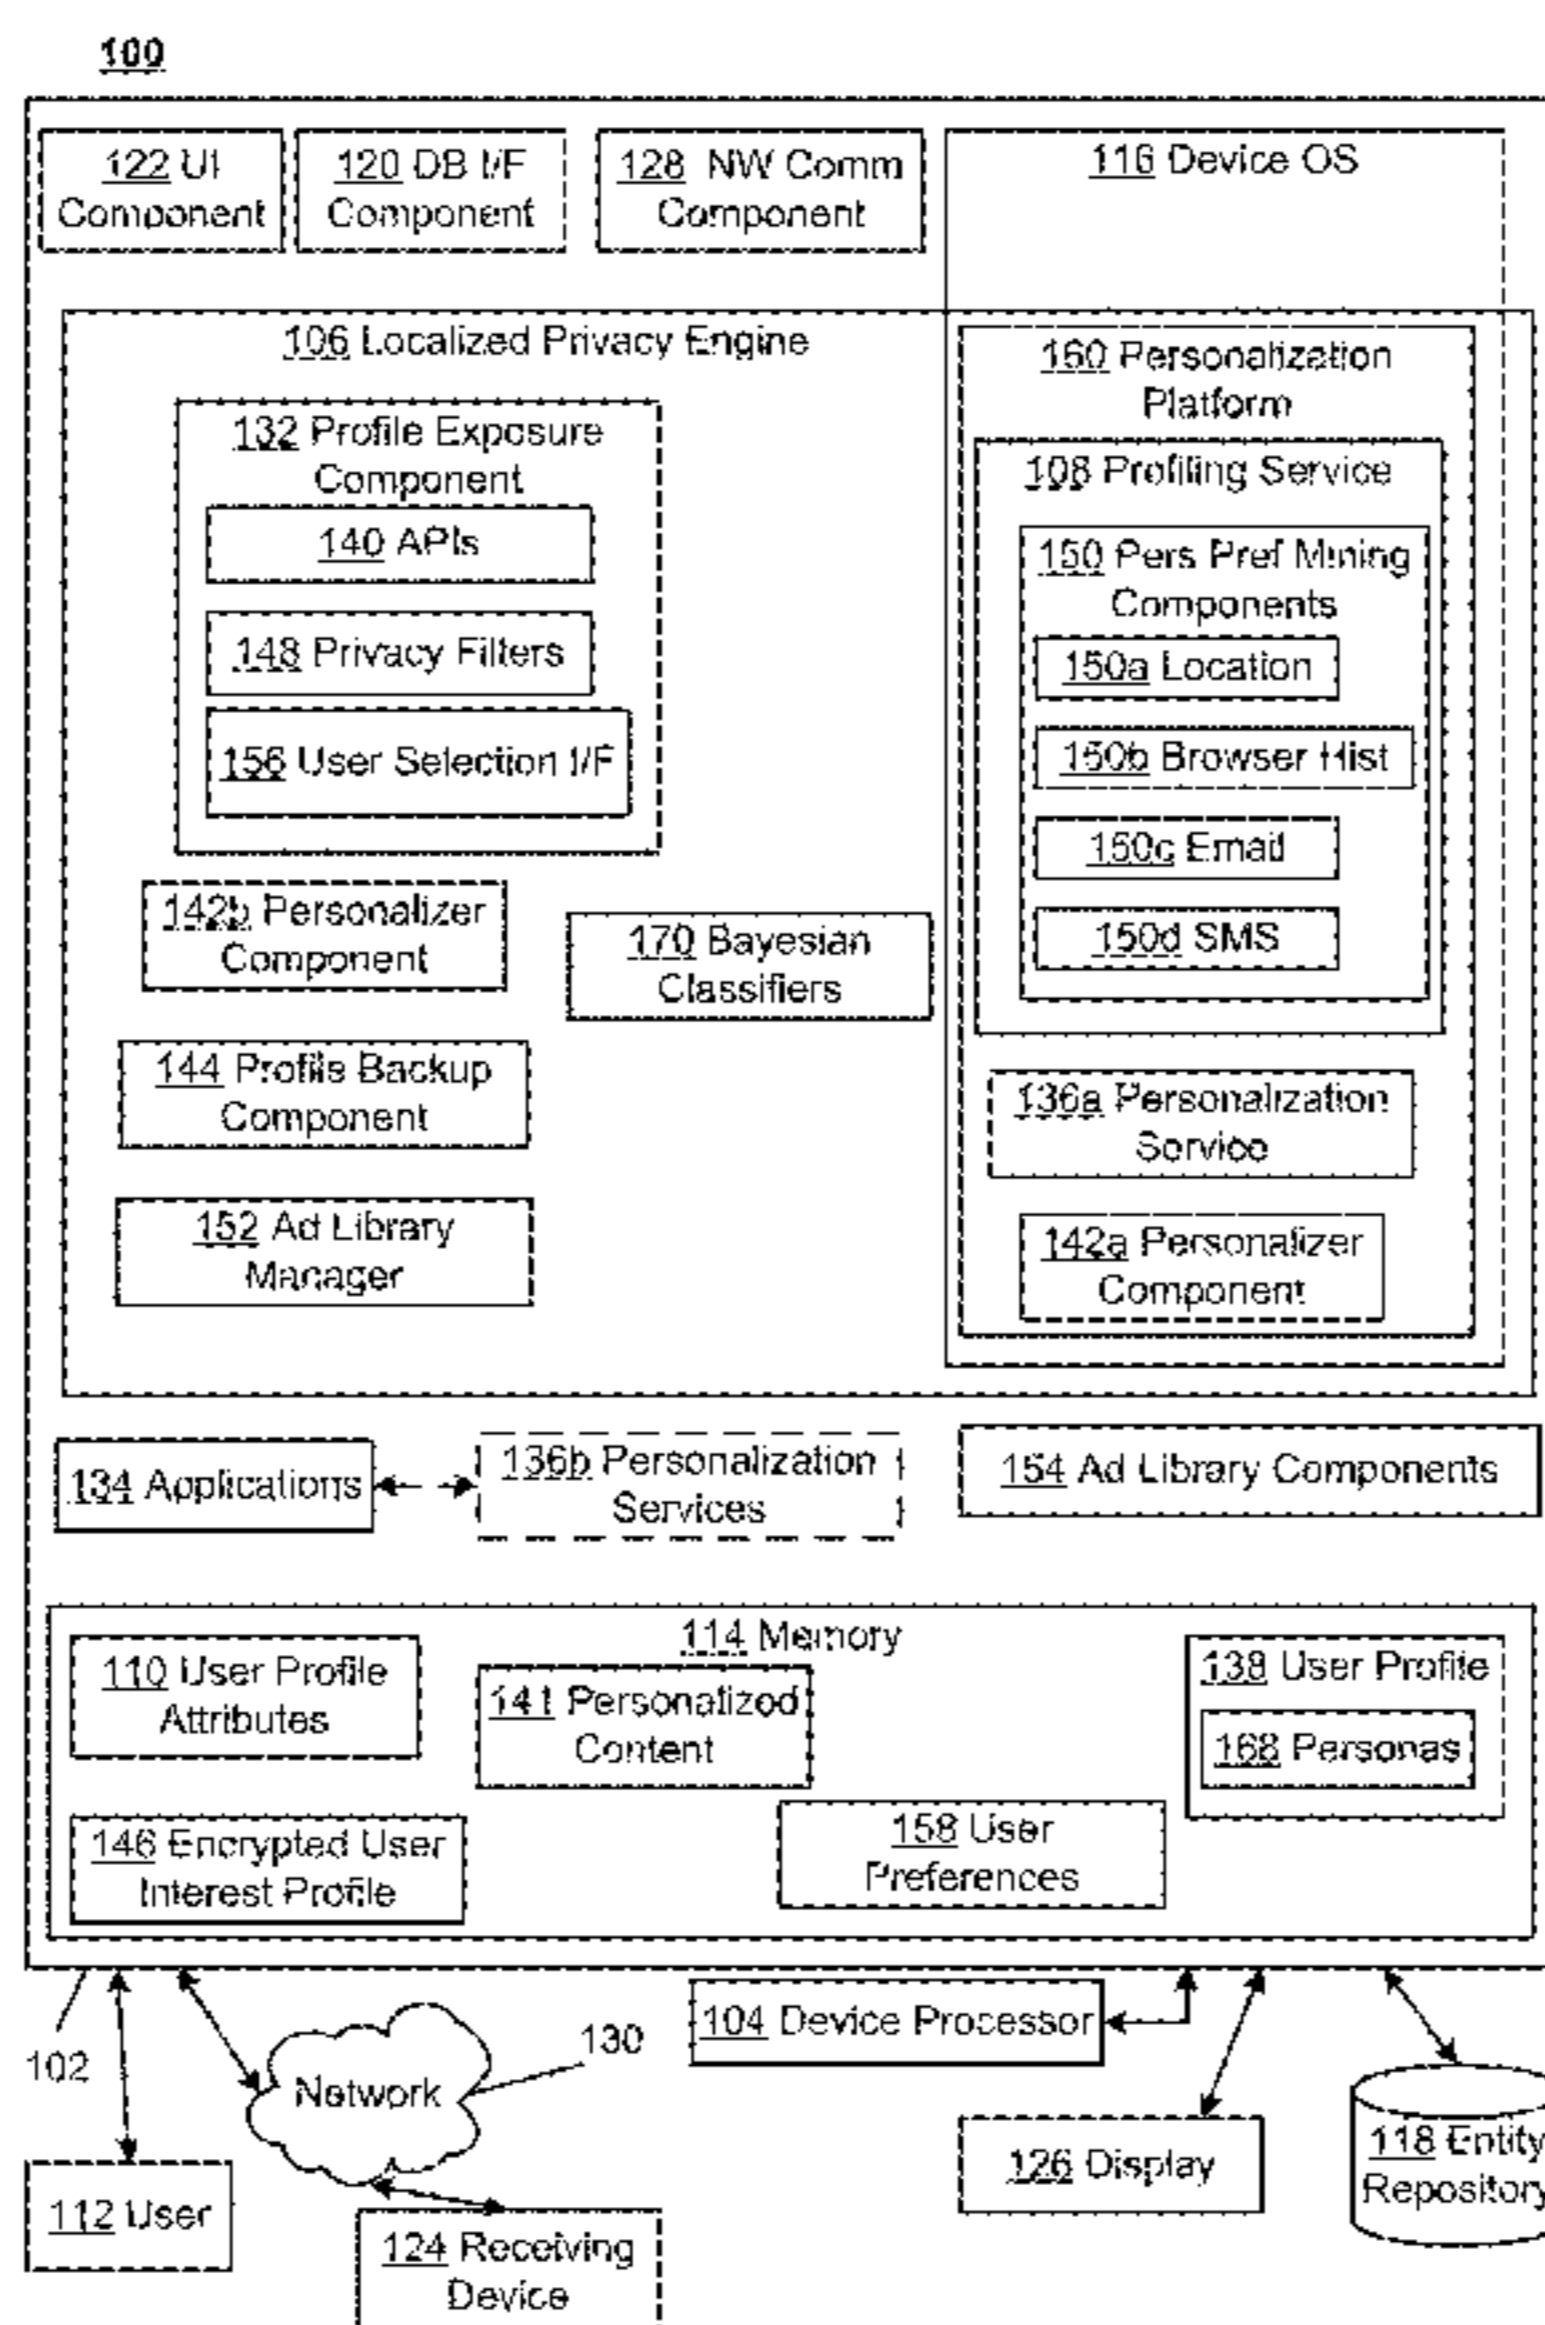 100
122 UI
Component
120 DB I/F
Component
128 NW Comm
Component
116 Device OS
106 Localized Privacy Engine
132 Profile Exposure
Component
140 APIs
148 Privacy Filters
156 User Selection I/F
142b Personalizer
Component
170 Bayesian
Classifiers
144 Profile Backup
Component
152 Ad Library
Manager
160 Personalization
Platform
108 Profiling Service
150 Pers Pref Mining
Components
150a Location
150b Browser Hist
150c Email
150d SMS
136a Personalization
Service
142a Personalizer
Component
134 Applications
136b Personalization
Services
154 Ad Library Components
114 Memory
110 User Profile
Attributes
141 Personalized
Content
138 User Profile
168 Personas
146 Encrypted User
Interest Profile
158 User
Preferences
102
Network
130
104 Device Processor
112 User
124 Receiving
Device
126 Display
118 Entity
Repository